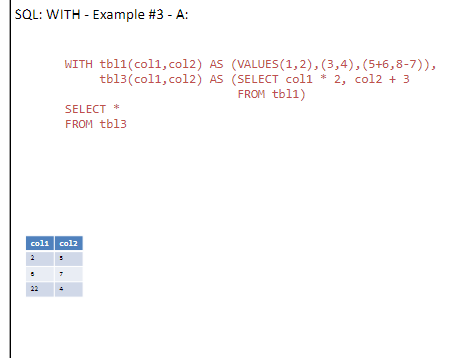 SQL: WITH - Example #3 - A:
WITH tbl1(col1,col2) AS (VALUES(1,2),(3,4),(5+6,8-7)),
tbl3(col1,col2) AS (SELECT col1 * 2, col2 + 3
FROM tbl1)
SELECT *
FROM tbl3
col1 col2
2 5
6 7
22 4